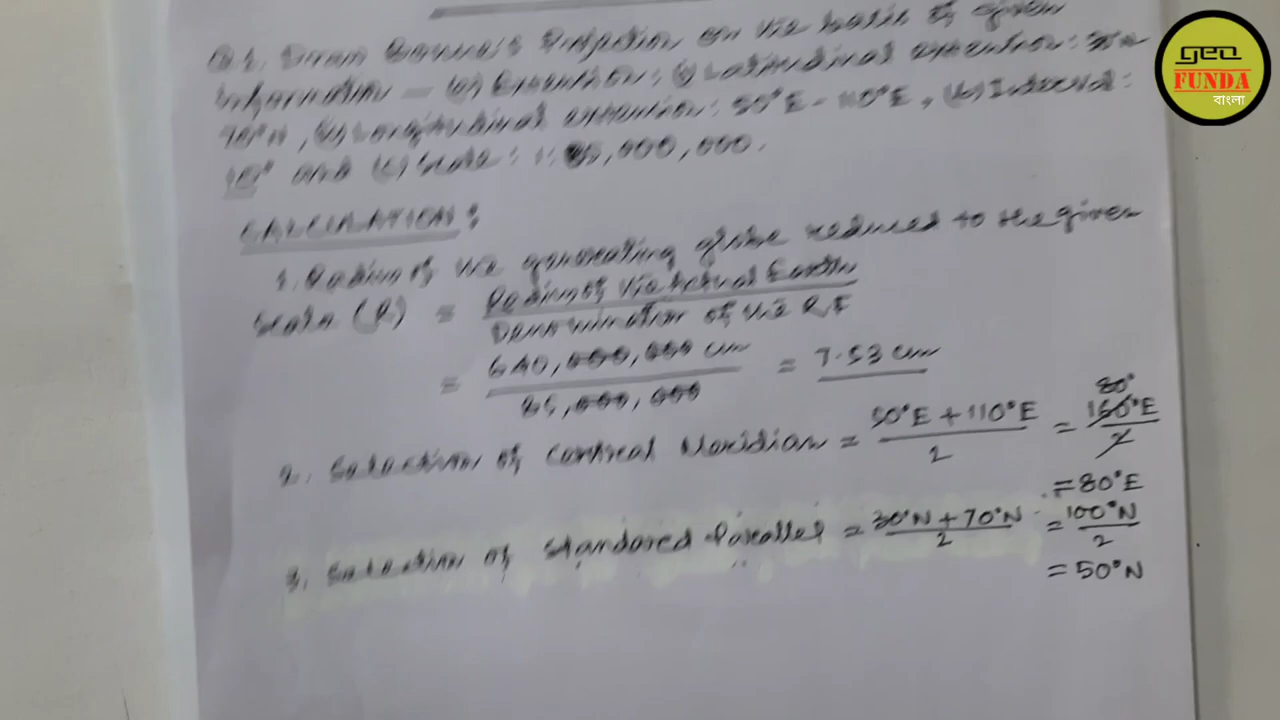 Q1. Draw Bonne's Projection on the basis of given
Information — (a) Extension: (i) Latitudinal extension: 30°N
70°N, (ii) Longitudinal extension: 50°E - 110°E, (b) Interval:
10° and (c) Scale: 1: 85,000,000.
CALCULATION:
1. Radius of the generating globe reduced to the given
Scale (R) = Radius of the Actual Earth
Denominator of the R.F
= 640,000,000 cm = 7.53 cm
85,000,000
80°
2. Selection of Central Meridian = 50°E + 110°E = 160°E
2 2
= 80°E
3. Selection of Standared Parallel = 30°N + 70°N = 100°N
2 2
= 50°N
geo
FUNDA
বাংলা